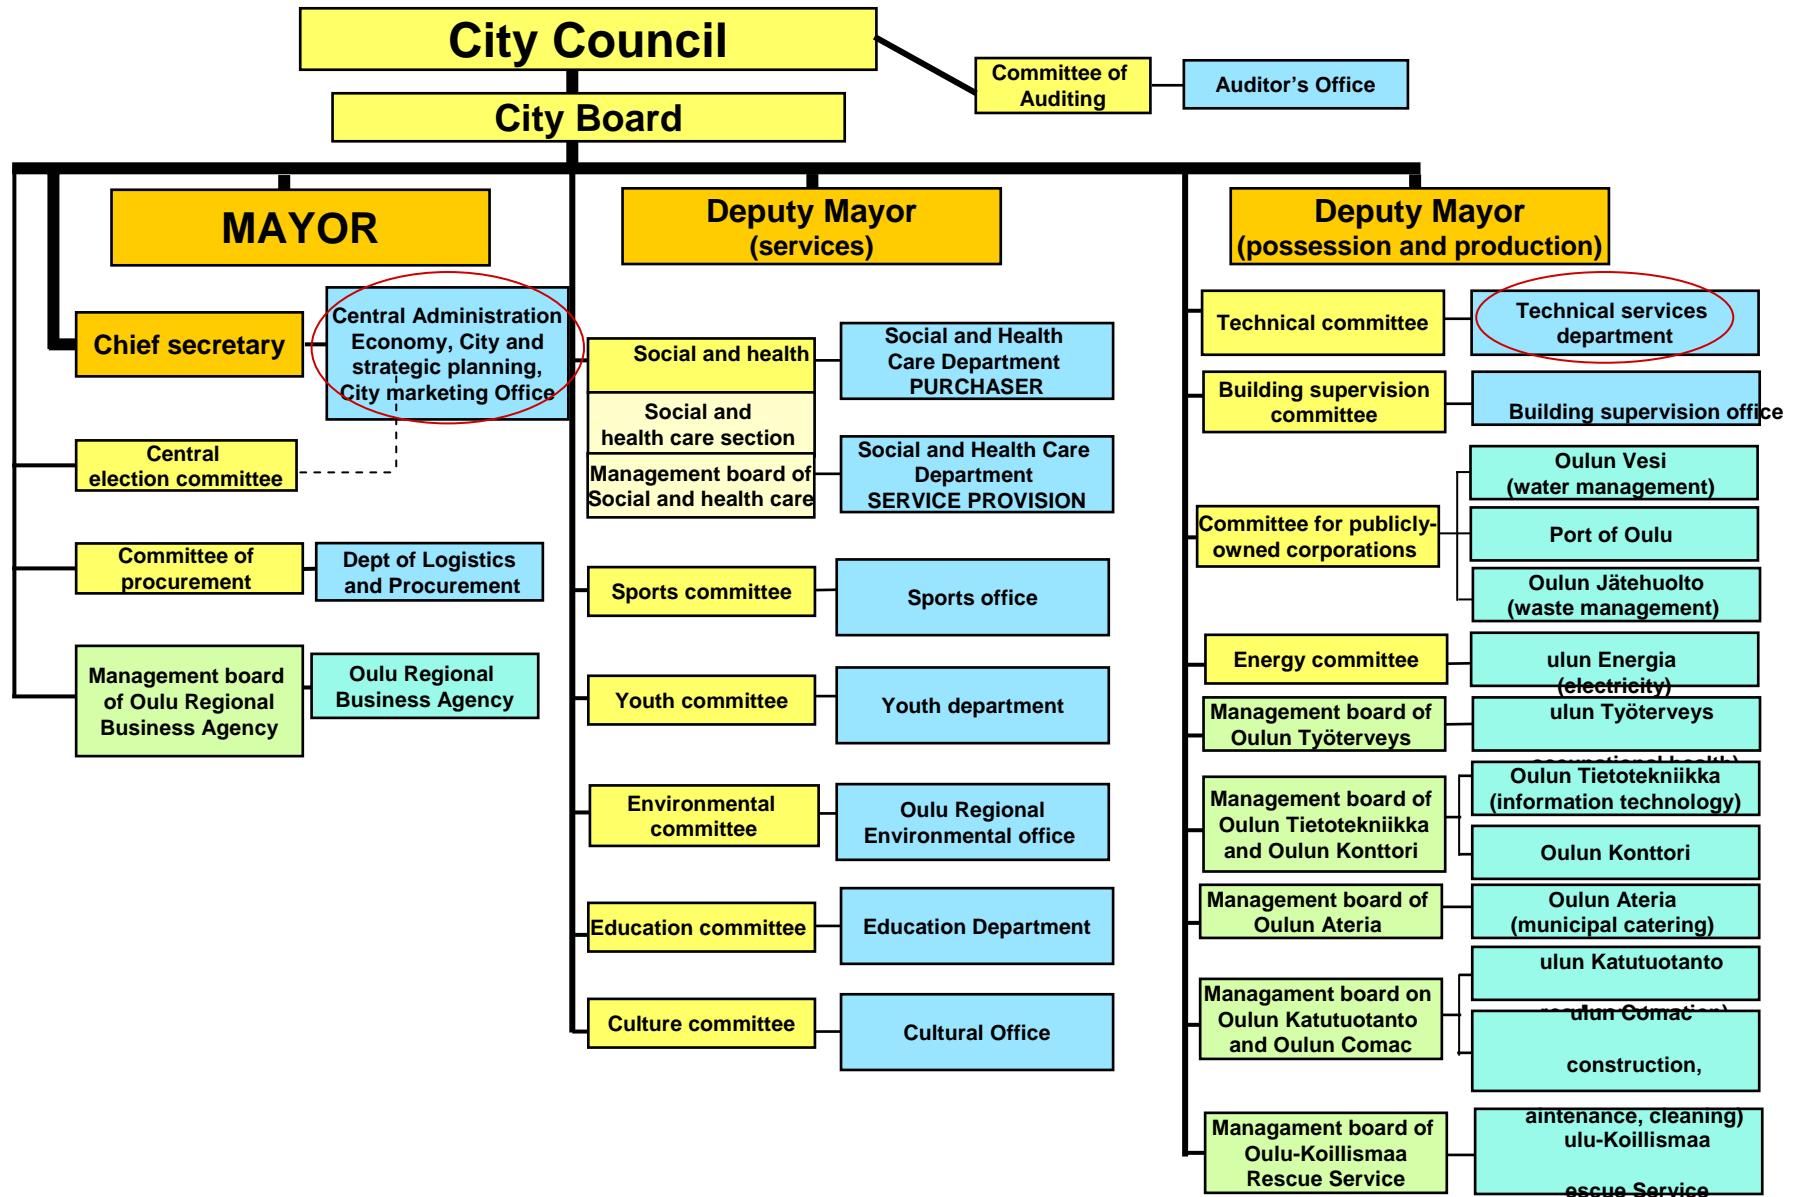 City Council
Committee of
Auditing
Auditor's Office
City Board
MAYOR
Chief secretary
Central Administration
Economy, City and
strategic planning,
City marketing Office
Central
election committee
Committee of
procurement
Dept of Logistics
and Procurement
Management board
of Oulu Regional
Business Agency
Oulu Regional
Business Agency
Deputy Mayor
(services)
Social and health
Social and Health
Care Department
PURCHASER
Social and
health care section
Management board of
Social and health care
Social and Health Care
Department
SERVICE PROVISION
Sports committee
Sports office
Youth committee
Youth department
Environmental
committee
Oulu Regional
Environmental office
Education committee
Education Department
Culture committee
Cultural Office
Deputy Mayor
(possession and production)
Technical committee
Technical services
department
Building supervision
committee
Building supervision office
Committee for publicly-
owned corporations
Oulun Vesi
(water management)
Port of Oulu
Oulun Jätehuolto
(waste management)
Energy committee
ulun Energia
(electricity)
Management board of
Oulun Työterveys
ulun Työterveys
occupational health)
Management board of
Oulun Tietotekniikka
and Oulun Konttori
Oulun Tietotekniikka
(information technology)
Oulun Konttori
Management board of
Oulun Ateria
Oulun Ateria
(municipal catering)
Managament board on
Oulun Katutuotanto
and Oulun Comac
ulun Katutuotanto
ulun Comac
construction,
aintenance, cleaning)
Managament board of
Oulu-Koillismaa
Rescue Service
ulu-Koillismaa
escue Service